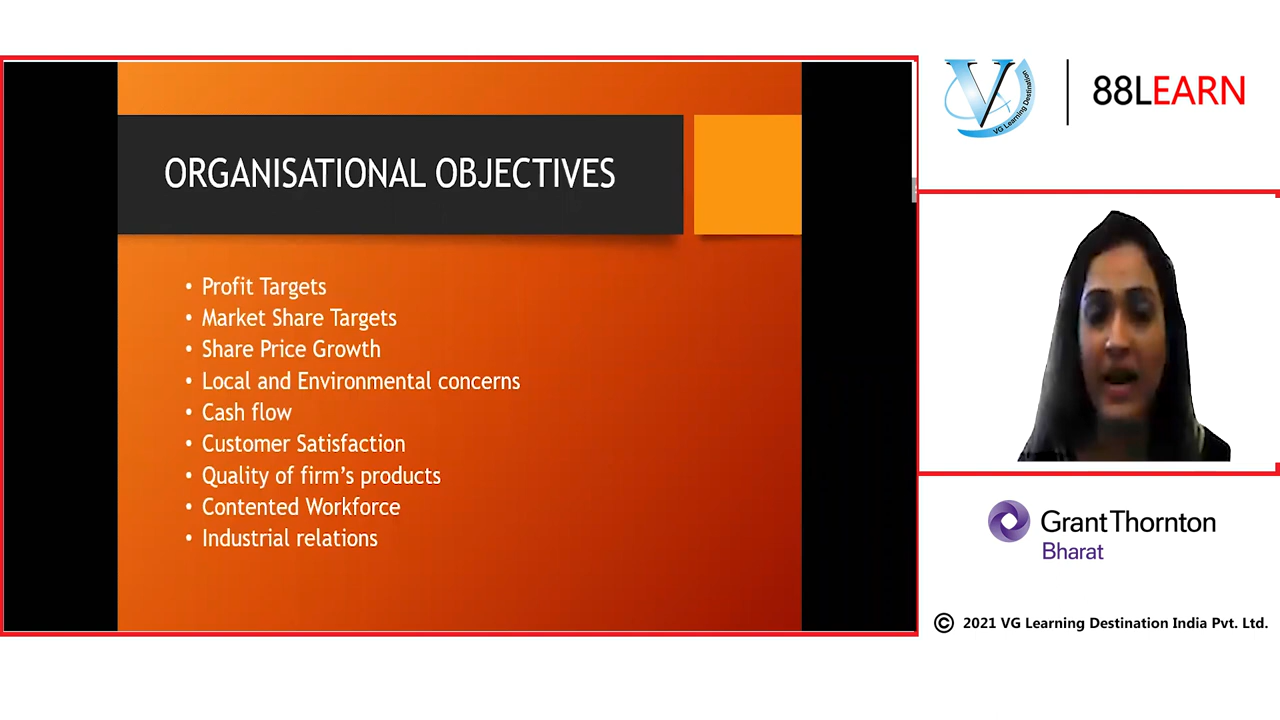 ORGANISATIONAL OBJECTIVES
• Profit Targets
• Market Share Targets
• Share Price Growth
• Local and Environmental concerns
• Cash flow
• Customer Satisfaction
• Quality of firm's products
• Contented Workforce
• Industrial relations
V
VG Learning Destination
88LEARN
Grant Thornton
Bharat
© 2021 VG Learning Destination India Pvt. Ltd.